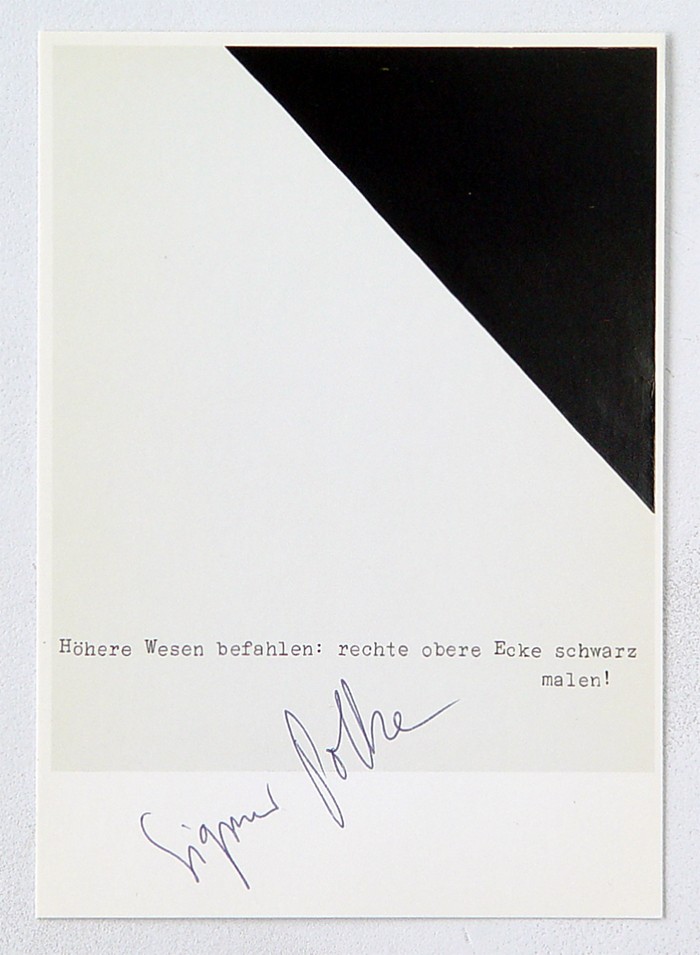 Höhere Wesen befahlen: rechte obere Ecke schwarz
malen!
Sigmar Polke